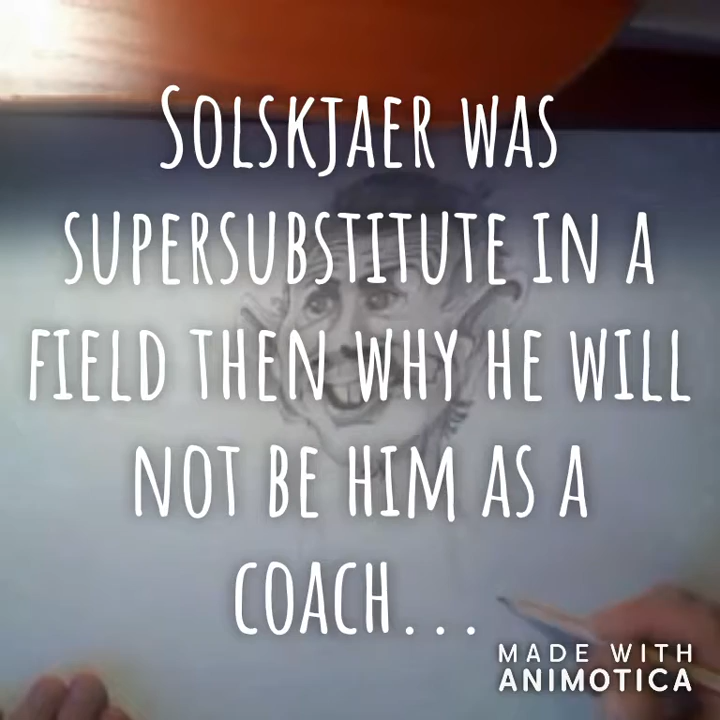 SOLSKJAER WAS
SUPERSUBSTITUTE IN A
FIELD THEN WHY HE WILL
NOT BE HIM AS A
COACH...
MADE WITH
ANIMOTICA